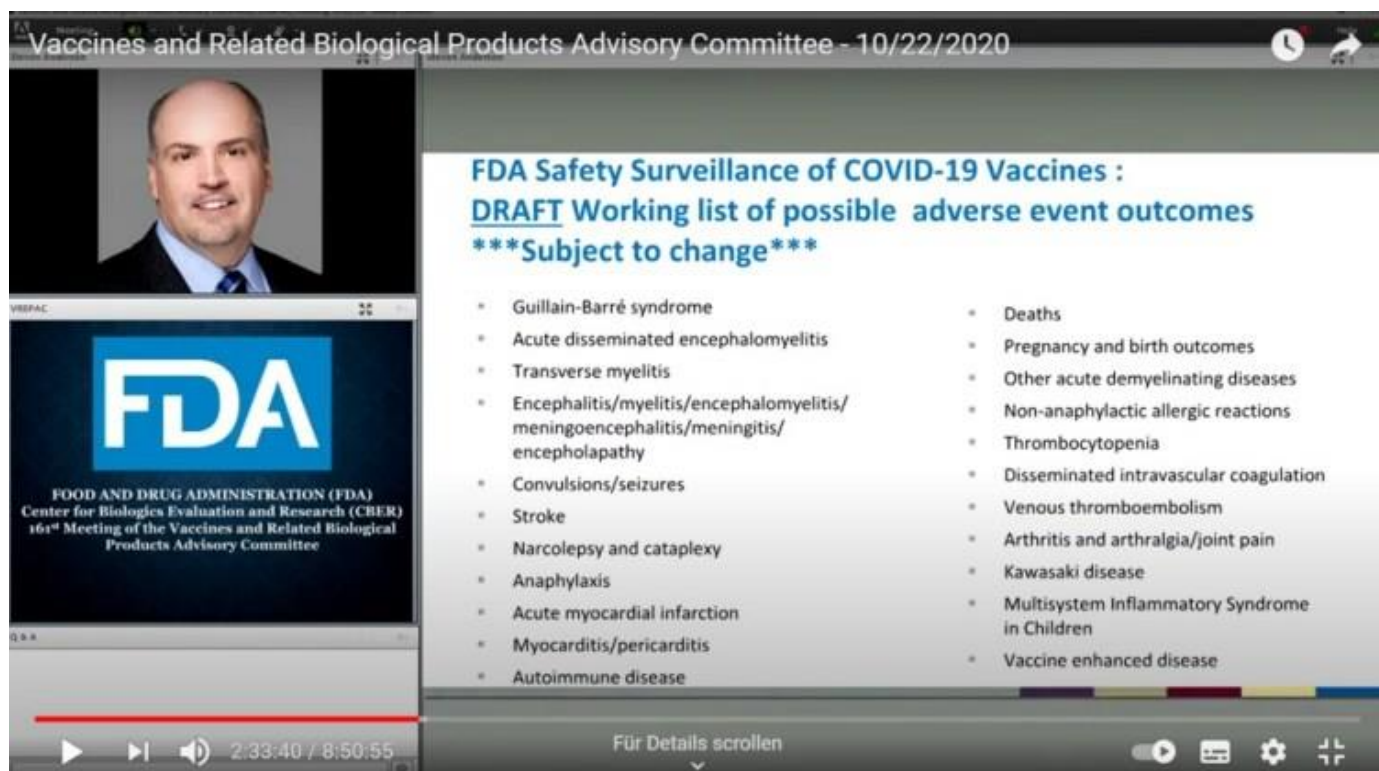 Vaccines and Related Biological Products Advisory Committee - 10/22/2020
FDA Safety Surveillance of COVID-19 Vaccines :
DRAFT Working list of possible adverse event outcomes
***Subject to change***
Guillain-Barré syndrome
Acute disseminated encephalomyelitis
Transverse myelitis
Encephalitis/myelitis/encephalomyelitis/
meningoencephalitis/meningitis/
encepholapathy
Convulsions/seizures
Stroke
Narcolepsy and cataplexy
Anaphylaxis
Acute myocardial infarction
Myocarditis/pericarditis
Autoimmune disease
Deaths
Pregnancy and birth outcomes
Other acute demyelinating diseases
Non-anaphylactic allergic reactions
Thrombocytopenia
Disseminated intravascular coagulation
Venous thromboembolism
Arthritis and arthralgia/joint pain
Kawasaki disease
Multisystem Inflammatory Syndrome
in Children
Vaccine enhanced disease
VRBPAC
FDA
FOOD AND DRUG ADMINISTRATION (FDA)
Center for Biologics Evaluation and Research (CBER)
161st Meeting of the Vaccines and Related Biological
Products Advisory Committee
Q & A
2:33:40 / 8:50:55
Für Details scrollen